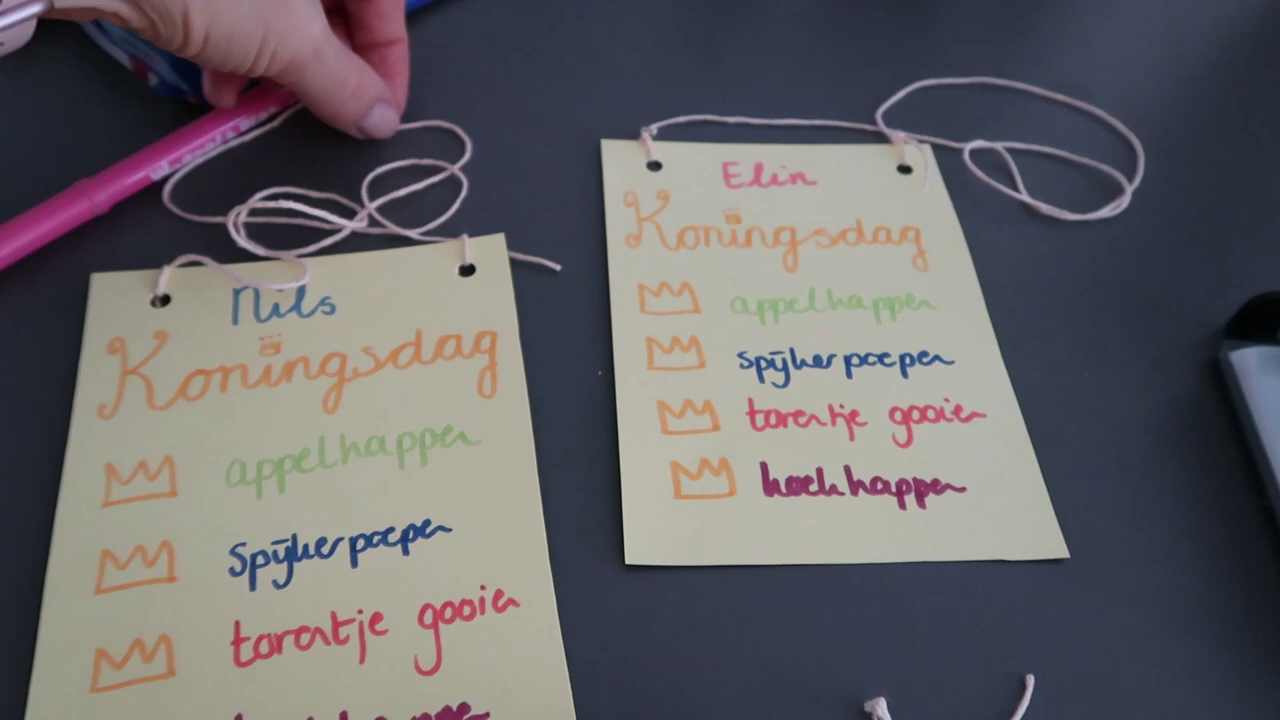 Nils
Koningsdag
appelhappen
spijkerpoepen
torentje gooien
Elin
Koningsdag
appelhappen
spijkerpoepen
torentje gooien
koekhappen